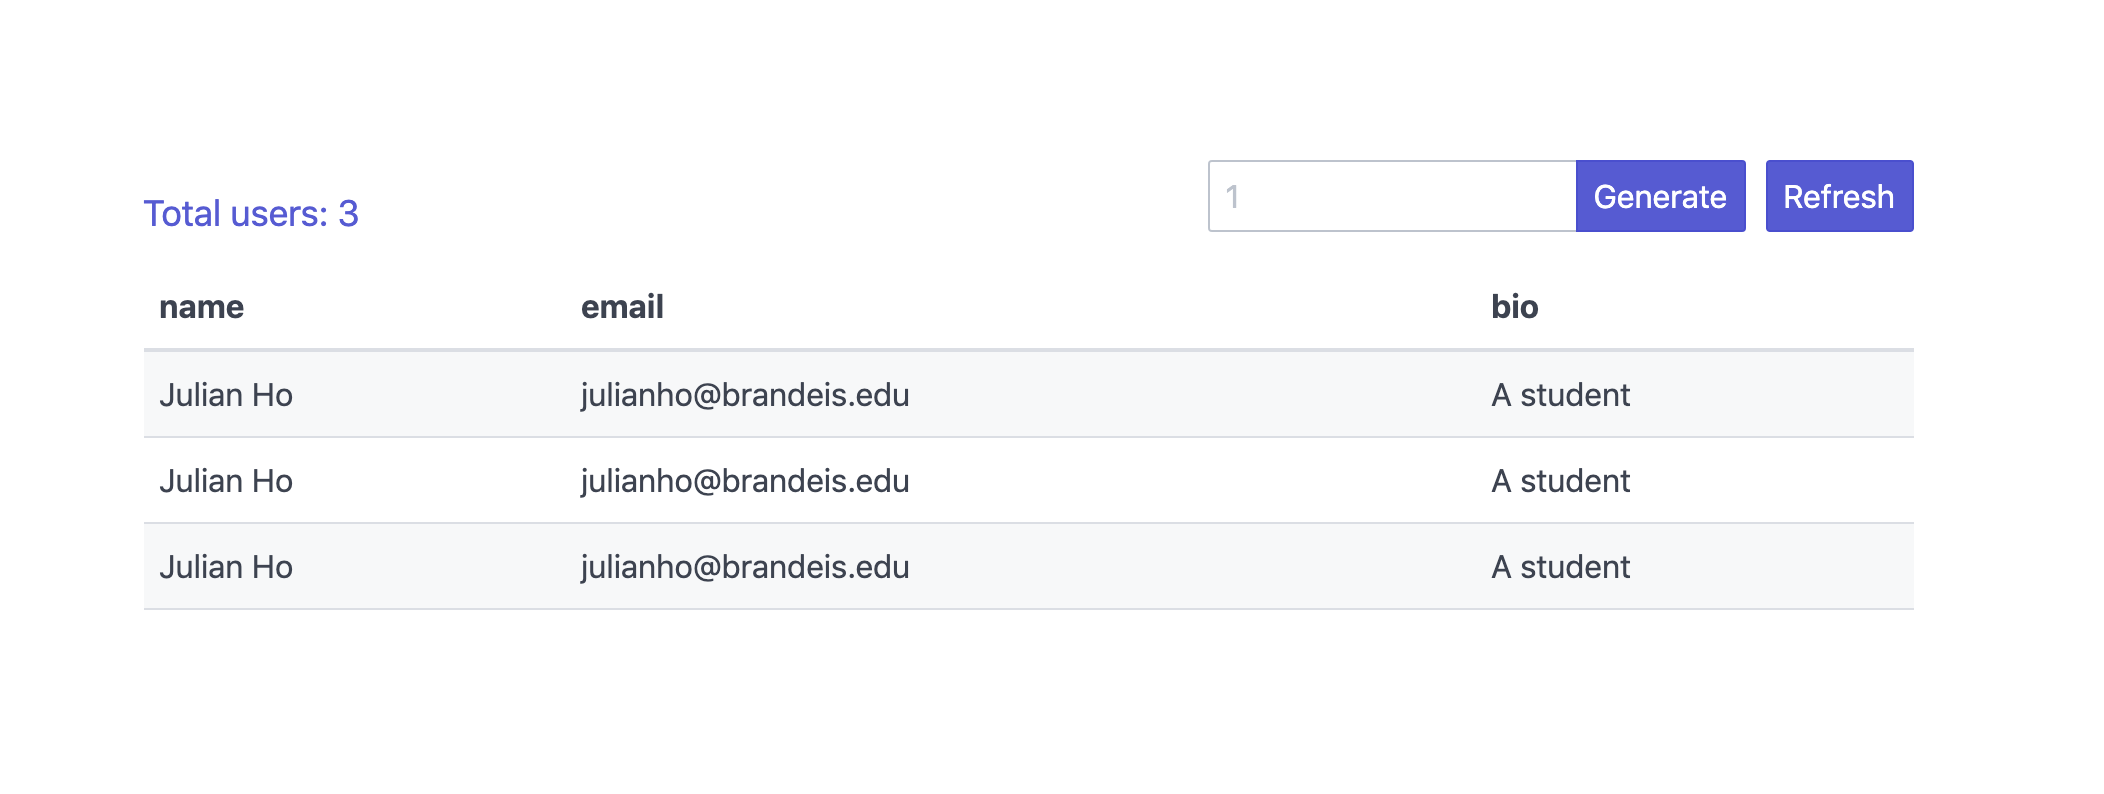 Total users: 3
1 Generate Refresh
name email bio
Julian Ho julianho@brandeis.edu A student
Julian Ho julianho@brandeis.edu A student
Julian Ho julianho@brandeis.edu A student